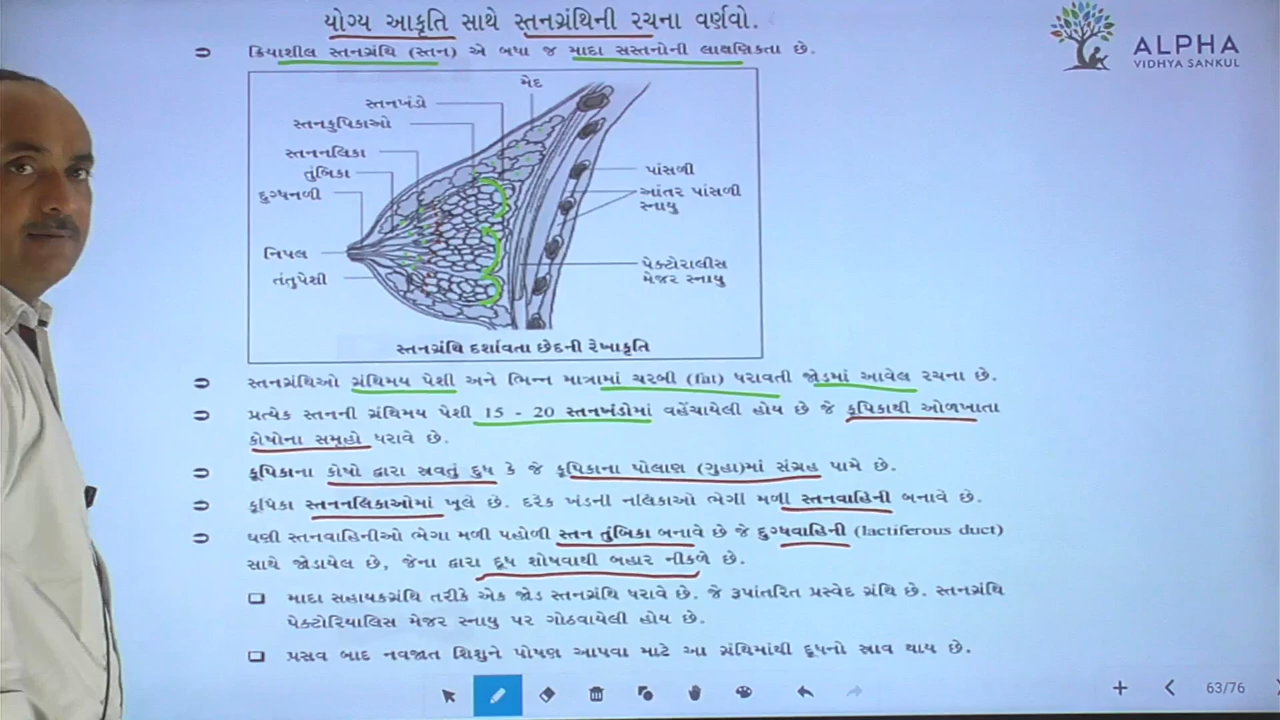 યોગ્ય આકૃતિ સાથે સ્તનગ્રંથિની રચના વર્ણવો.
ALPHA
VIDHYA SANKUL
ક્રિયાશીલ સ્તનગ્રંથિ (સ્તન) એ બધા જ માદા સસ્તનોની લાક્ષણિકતા છે.
મેદ
સ્તનખંડો
સ્તનકુપિકાઓ
સ્તનનલિકા
તુંબિકા
દુગ્ધનળી
નિપલ
તંતુપેશી
પાંસળી
આંતર પાંસળી
સ્નાયુ
પેક્ટોરાલીસ
મેજર સ્નાયુ
સ્તનગ્રંથિ દર્શાવતા છેદની રેખાકૃતિ
સ્તનગ્રંથિઓ ગ્રંથિમય પેશી અને ભિન્ન માત્રામાં ચરબી (fat) ધરાવતી જોડમાં આવેલ રચના છે.
પ્રત્યેક સ્તનની ગ્રંથિમય પેશી 15 - 20 સ્તનખંડોમાં વહેંચાયેલી હોય છે જે કૂપિકાથી ઓળખાતા
કોષોના સમૂહો ધરાવે છે.
કૂપિકાના કોષો દ્વારા સ્રવતું દુધ કે જે કૂપિકાના પોલાણ (ગુહા)માં સંગ્રહ પામે છે.
કૂપિકા સ્તનનલિકાઓમાં ખૂલે છે. દરેક ખંડની નલિકાઓ ભેગી મળી સ્તનવાહિની બનાવે છે.
ઘણી સ્તનવાહિનીઓ ભેગા મળી પહોળી સ્તન તુંબિકા બનાવે છે જે દુગ્ધવાહિની (lactiferous duct)
સાથે જોડાયેલ છે, જેના દ્વારા દૂધ શોષવાથી બહાર નીકળે છે.
માદા સહાયકગ્રંથિ તરીકે એક જોડ સ્તનગ્રંથિ ધરાવે છે. જે રૂપાંતરિત પ્રસ્વેદ ગ્રંથિ છે. સ્તનગ્રંથિ
પેક્ટોરિયાલિસ મેજર સ્નાયુ પર ગોઠવાયેલી હોય છે.
પ્રસવ બાદ નવજાત શિશુને પોષણ આપવા માટે આ ગ્રંથિમાંથી દૂધનો સ્રાવ થાય છે.
63/76